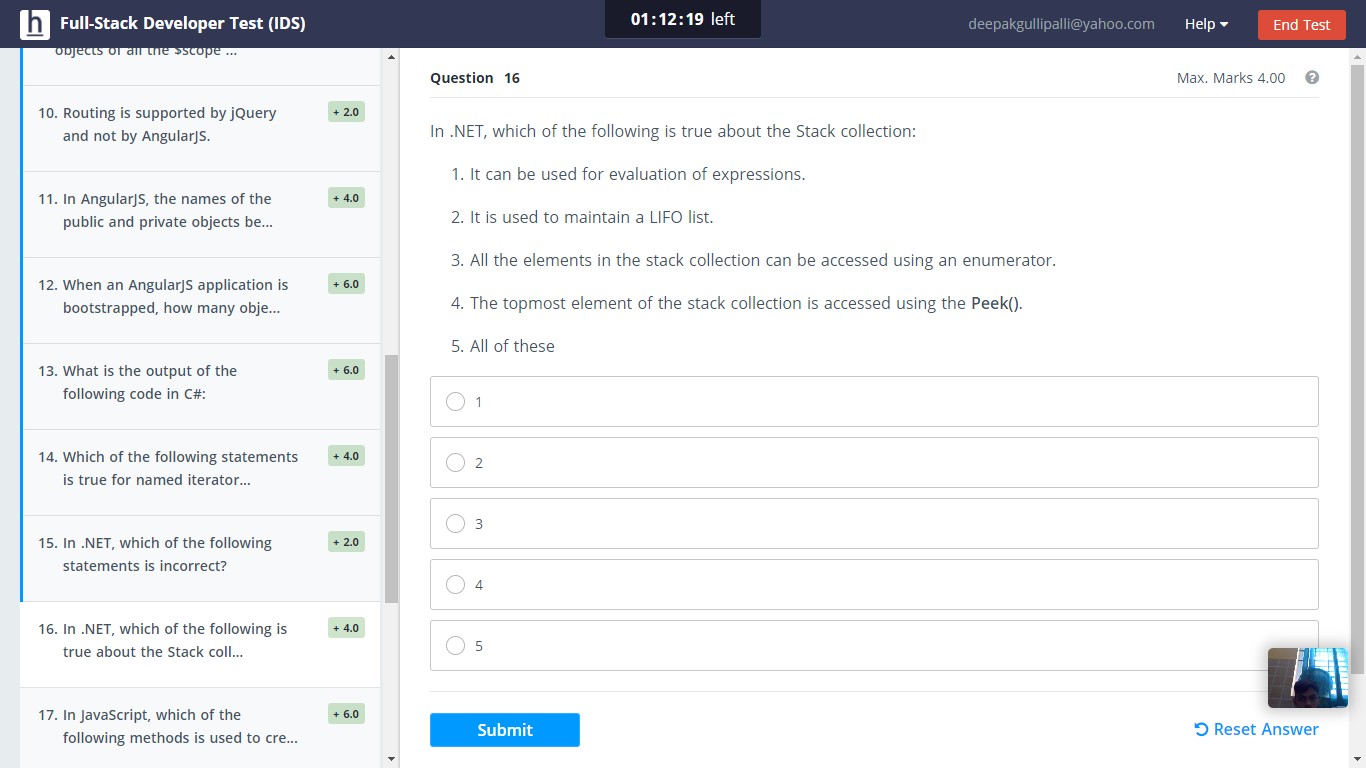 h Full-Stack Developer Test (IDS)
01:12:19 left
deepakgullipalli@yahoo.com
Help
End Test
objects of all the $scope ...
10. Routing is supported by jQuery
and not by AngularJS.
+ 2.0
11. In AngularJS, the names of the
public and private objects be...
+ 4.0
12. When an AngularJS application is
bootstrapped, how many obje...
+ 6.0
13. What is the output of the
following code in C#:
+ 6.0
14. Which of the following statements
is true for named iterator...
+ 4.0
15. In .NET, which of the following
statements is incorrect?
+ 2.0
16. In .NET, which of the following is
true about the Stack coll...
+ 4.0
17. In JavaScript, which of the
following methods is used to cre...
+ 6.0
Question 16
Max. Marks 4.00
?
In .NET, which of the following is true about the Stack collection:
1. It can be used for evaluation of expressions.
2. It is used to maintain a LIFO list.
3. All the elements in the stack collection can be accessed using an enumerator.
4. The topmost element of the stack collection is accessed using the Peek().
5. All of these
1
2
3
4
5
Submit
Reset Answer